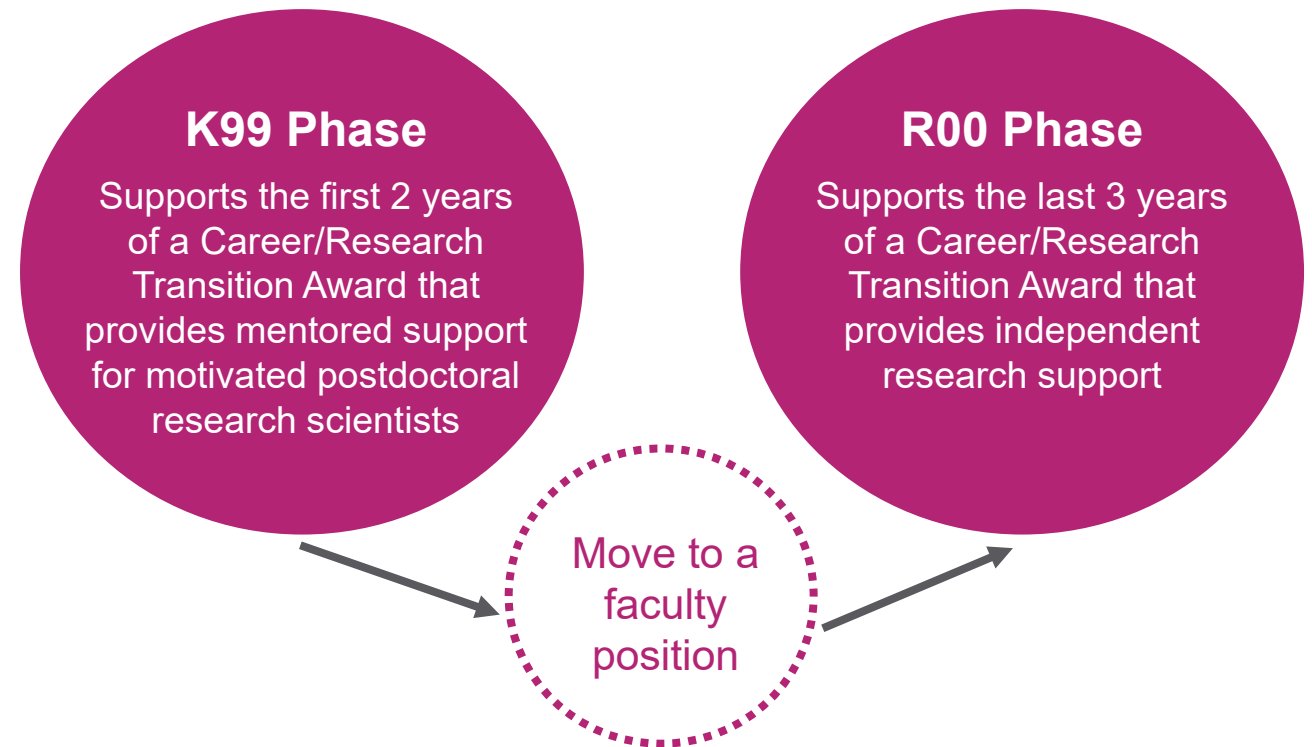 K99 Phase
Supports the first 2 years
of a Career/Research
Transition Award that
provides mentored support
for motivated postdoctoral
research scientists
Move to a
faculty
position
R00 Phase
Supports the last 3 years
of a Career/Research
Transition Award that
provides independent
research support